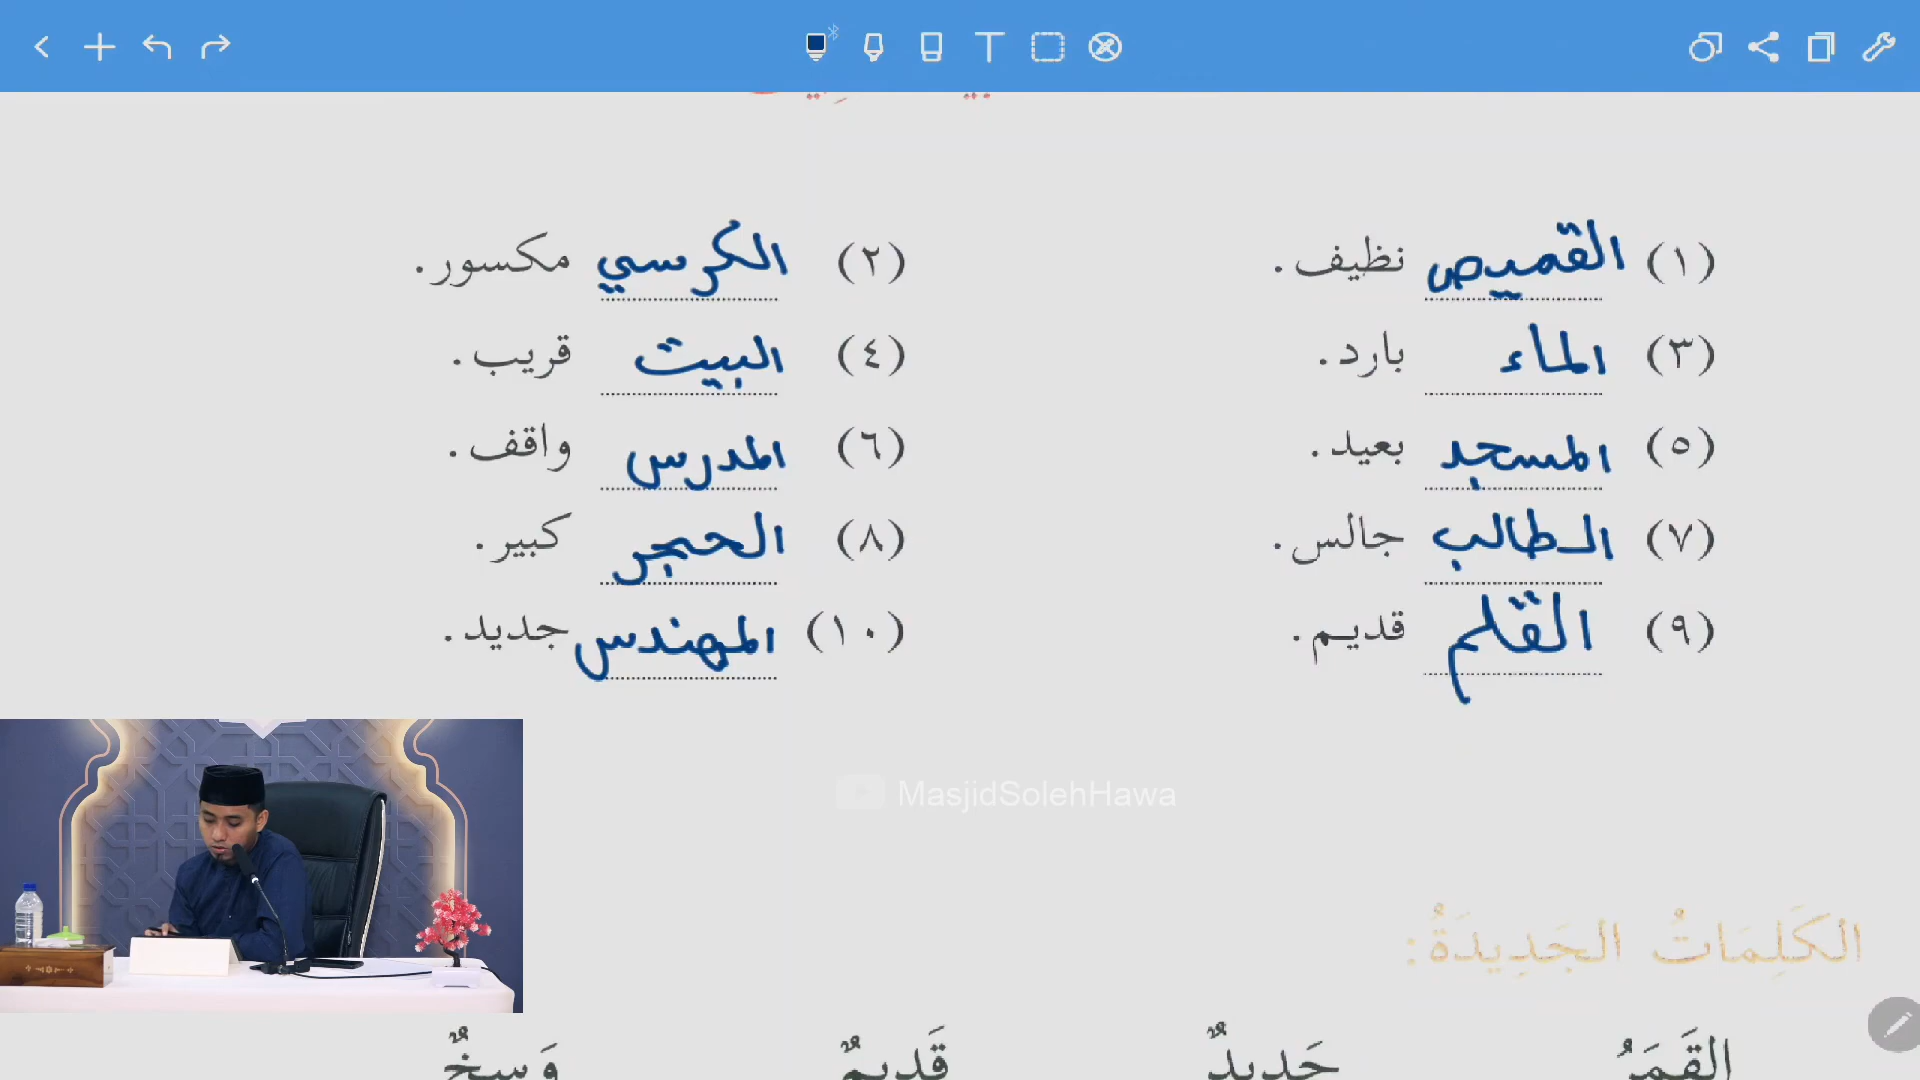 (١) القميص نظيف. (٢) الكرسي مكسور.
(٣) الماء بارد. (٤) البيت قريب.
(٥) المسجد بعيد. (٦) المدرس واقف.
(٧) الطالب جالس. (٨) الحجر كبير.
(٩) القلم قديم. (١٠) المهندس جديد.
MasjidSolehHawa
الكَلِمَاتُ الجَدِيدَةُ:
القَمَرُ جَدِيدٌ قَدِيمٌ وَسِخٌ